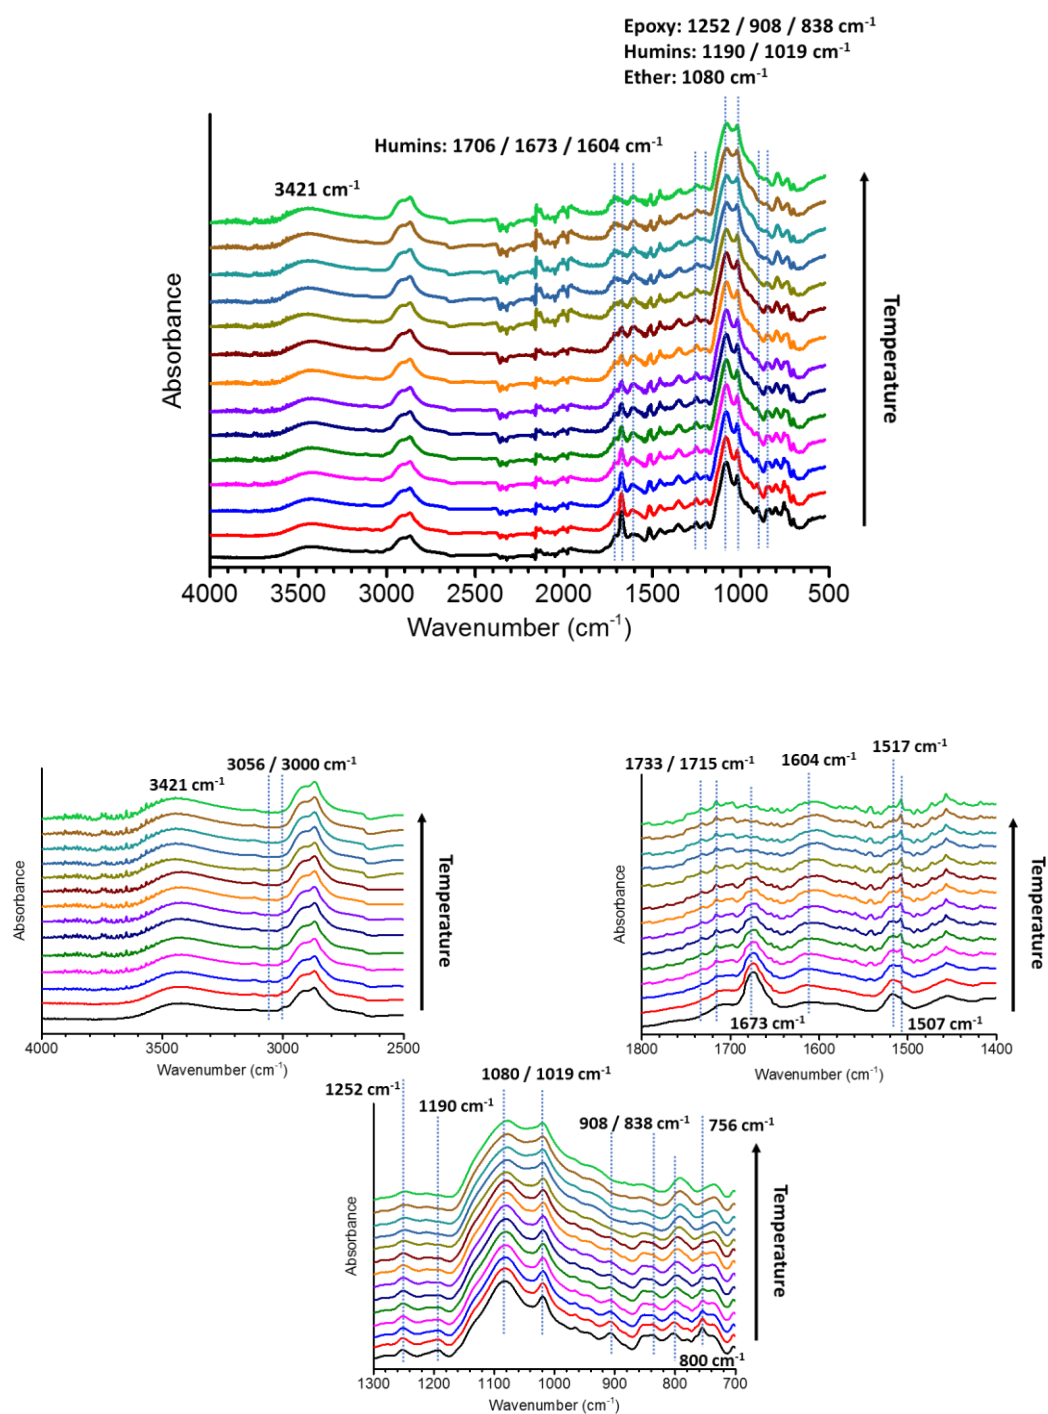 Epoxy: 1252 / 908 / 838 cm⁻¹
Humins: 1190 / 1019 cm⁻¹
Ether: 1080 cm⁻¹
Humins: 1706 / 1673 / 1604 cm⁻¹
3421 cm⁻¹
Absorbance
Temperature
4000 3500 3000 2500 2000 1500 1000 500
Wavenumber (cm⁻¹)
3056 / 3000 cm⁻¹
3421 cm⁻¹
Absorbance
Temperature
4000 3500 3000 2500
Wavenumber (cm⁻¹)
1517 cm⁻¹
1733 / 1715 cm⁻¹
1604 cm⁻¹
Absorbance
Temperature
1673 cm⁻¹
1507 cm⁻¹
1800 1700 1600 1500 1400
Wavenumber (cm⁻¹)
1080 / 1019 cm⁻¹
1252 cm⁻¹
1190 cm⁻¹
908 / 838 cm⁻¹
756 cm⁻¹
Absorbance
Temperature
800 cm⁻¹
1300 1200 1100 1000 900 800 700
Wavenumber (cm⁻¹)